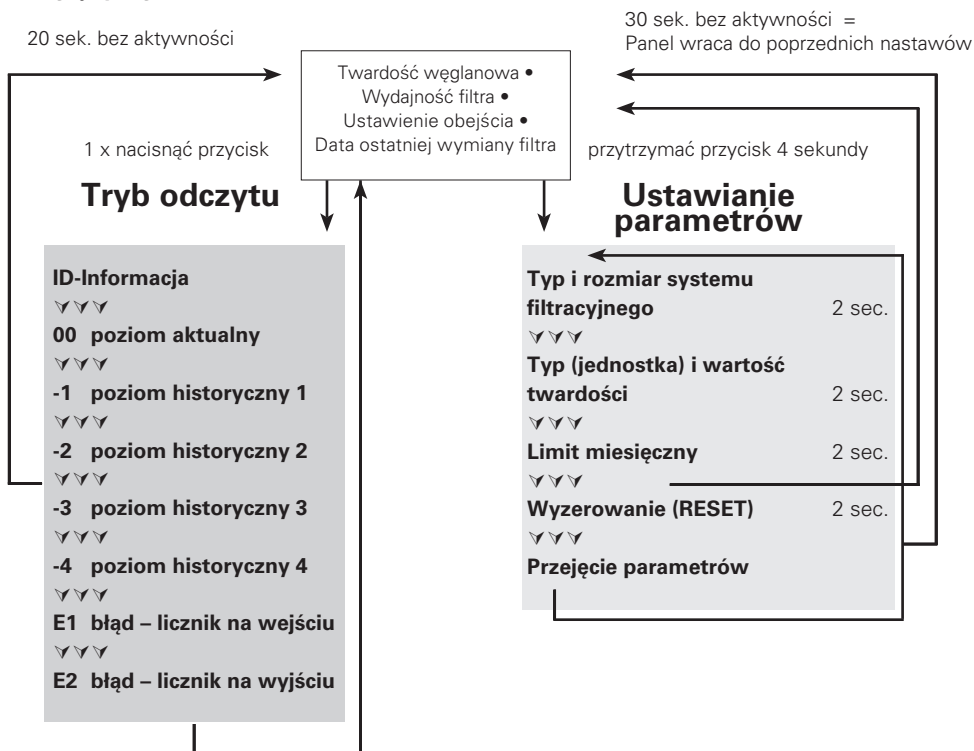 20 sek. bez aktywności
30 sek. bez aktywności =
Panel wraca do poprzednich nastawów
Twardość węglanowa •
Wydajność filtra •
Ustawienie obejścia •
Data ostatniej wymiany filtra
1 x nacisnąć przycisk
przytrzymać przycisk 4 sekundy
Tryb odczytu
Ustawianie
parametrów
ID-Informacja
00 poziom aktualny
-1 poziom historyczny 1
-2 poziom historyczny 2
-3 poziom historyczny 3
-4 poziom historyczny 4
E1 błąd – licznik na wejściu
E2 błąd – licznik na wyjściu
Typ i rozmiar systemu
filtracyjnego 2 sec.
Typ (jednostka) i wartość
twardości 2 sec.
Limit miesięczny 2 sec.
Wyzerowanie (RESET) 2 sec.
Przejęcie parametrów